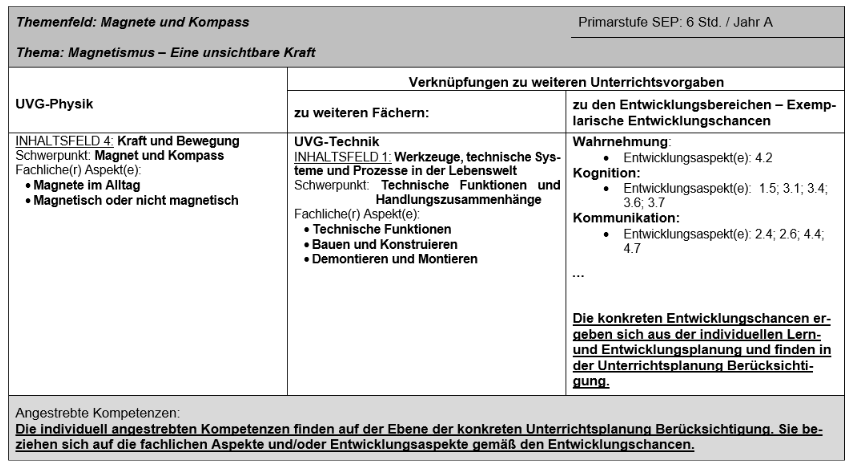 Themenfeld: Magnete und Kompass
Primarstufe SEP: 6 Std. / Jahr A
Thema: Magnetismus – Eine unsichtbare Kraft
UVG-Physik
Verknüpfungen zu weiteren Unterrichtsvorgaben
zu weiteren Fächern:
zu den Entwicklungsbereichen – Exemp-
larische Entwicklungschancen
INHALTSFELD 4: Kraft und Bewegung
Schwerpunkt: Magnet und Kompass
Fachliche(r) Aspekt(e):
• Magnete im Alltag
• Magnetisch oder nicht magnetisch
UVG-Technik
INHALTSFELD 1: Werkzeuge, technische Sys-
teme und Prozesse in der Lebenswelt
Schwerpunkt: Technische Funktionen und
Handlungszusammenhänge
Fachliche(r) Aspekt(e):
• Technische Funktionen
• Bauen und Konstruieren
• Demontieren und Montieren
Wahrnehmung:
• Entwicklungsaspekt(e): 4.2
Kognition:
• Entwicklungsaspekt(e): 1.5; 3.1; 3.4;
3.6; 3.7
Kommunikation:
• Entwicklungsaspekt(e): 2.4; 2.6; 4.4;
4.7
...
Die konkreten Entwicklungschancen er-
geben sich aus der individuellen Lern-
und Entwicklungsplanung und finden in
der Unterrichtsplanung Berücksichti-
gung.
Angestrebte Kompetenzen:
Die individuell angestrebten Kompetenzen finden auf der Ebene der konkreten Unterrichtsplanung Berücksichtigung. Sie be-
ziehen sich auf die fachlichen Aspekte und/oder Entwicklungsaspekte gemäß den Entwicklungschancen.